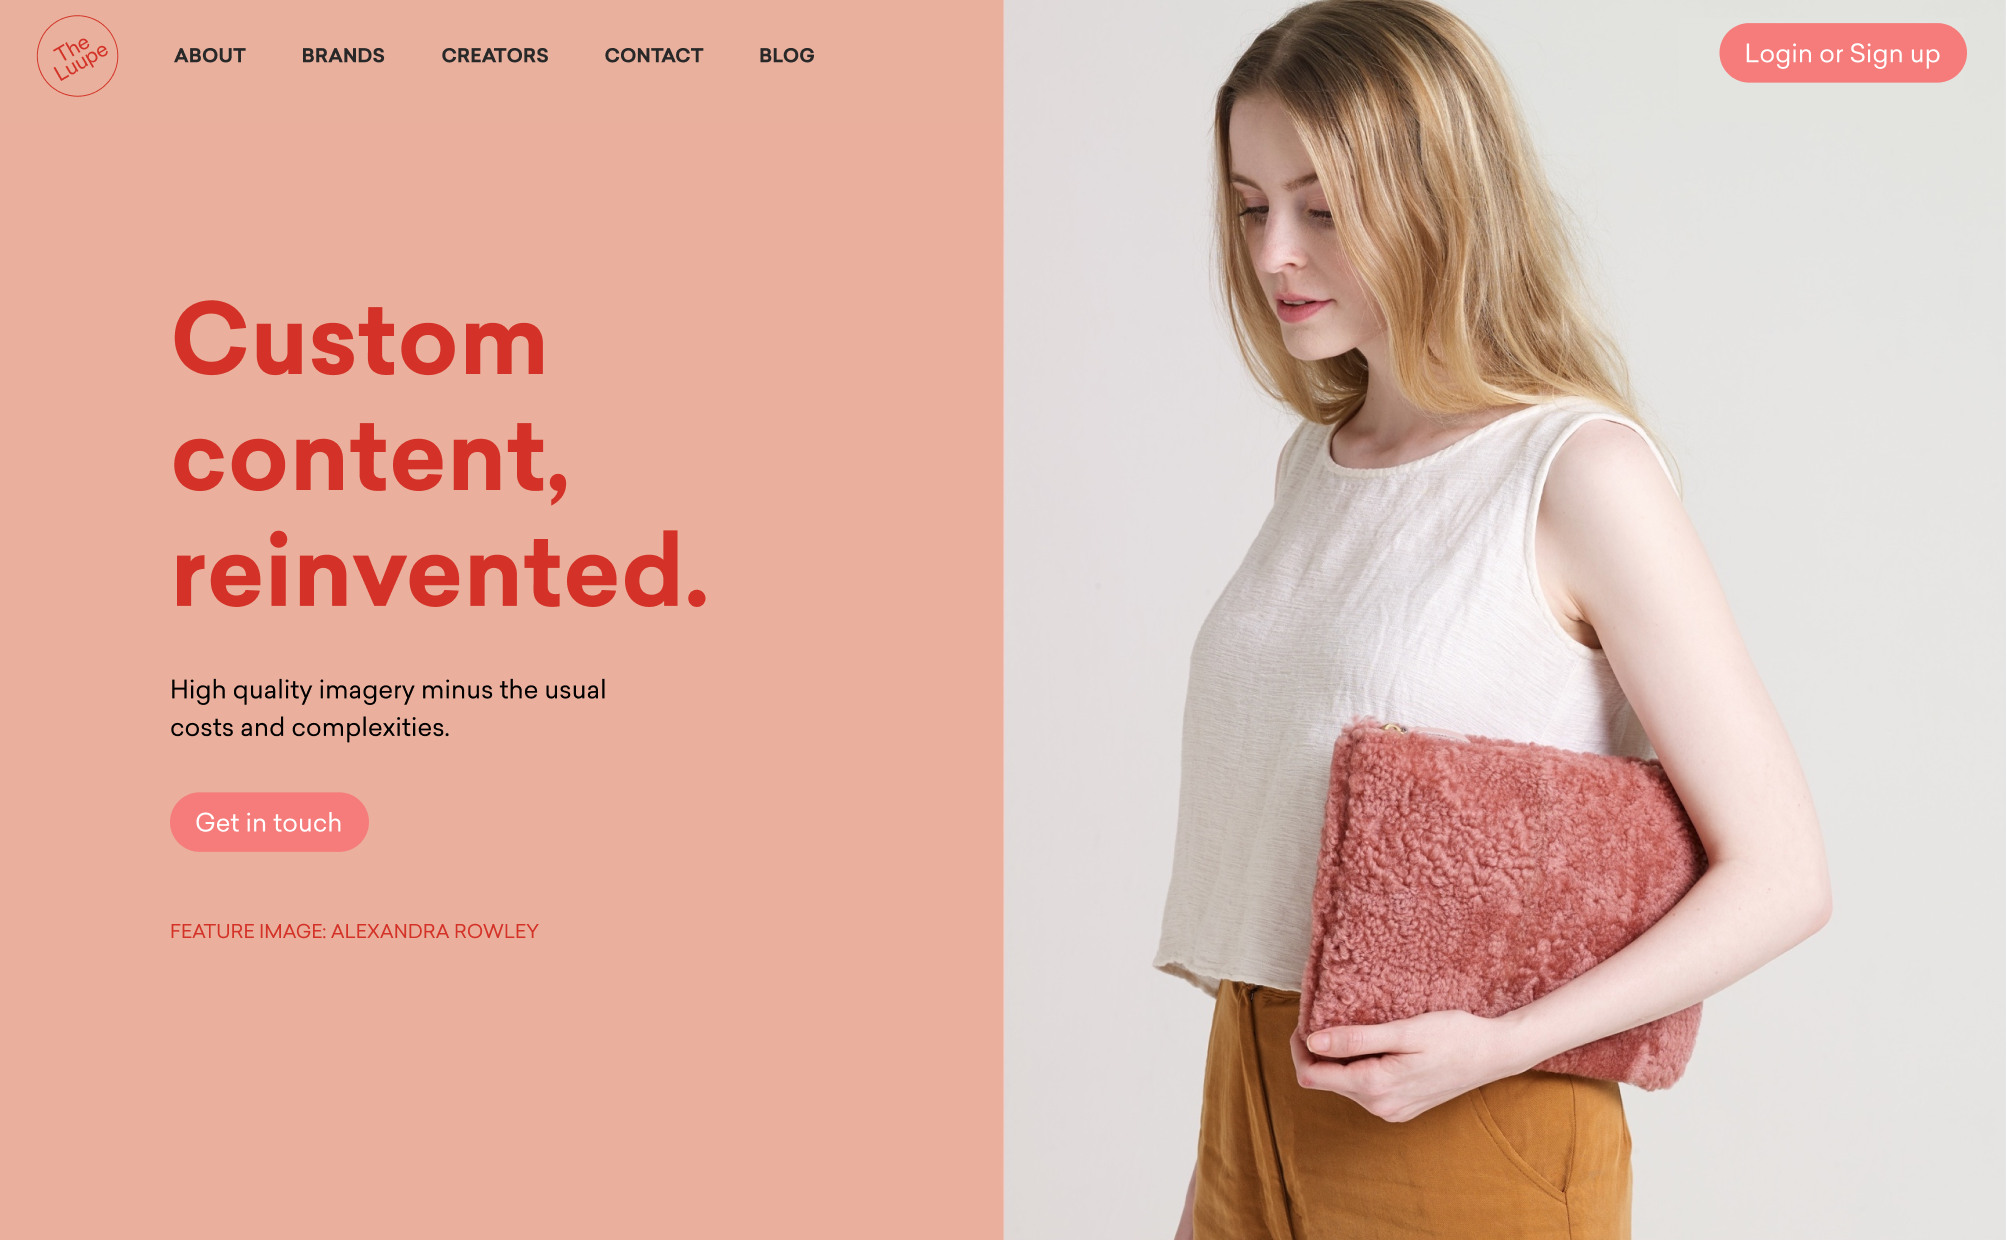 The
Luupe
ABOUT
BRANDS
CREATORS
CONTACT
BLOG
Login or Sign up
Custom
content,
reinvented.
High quality imagery minus the usual
costs and complexities.
Get in touch
FEATURE IMAGE: ALEXANDRA ROWLEY